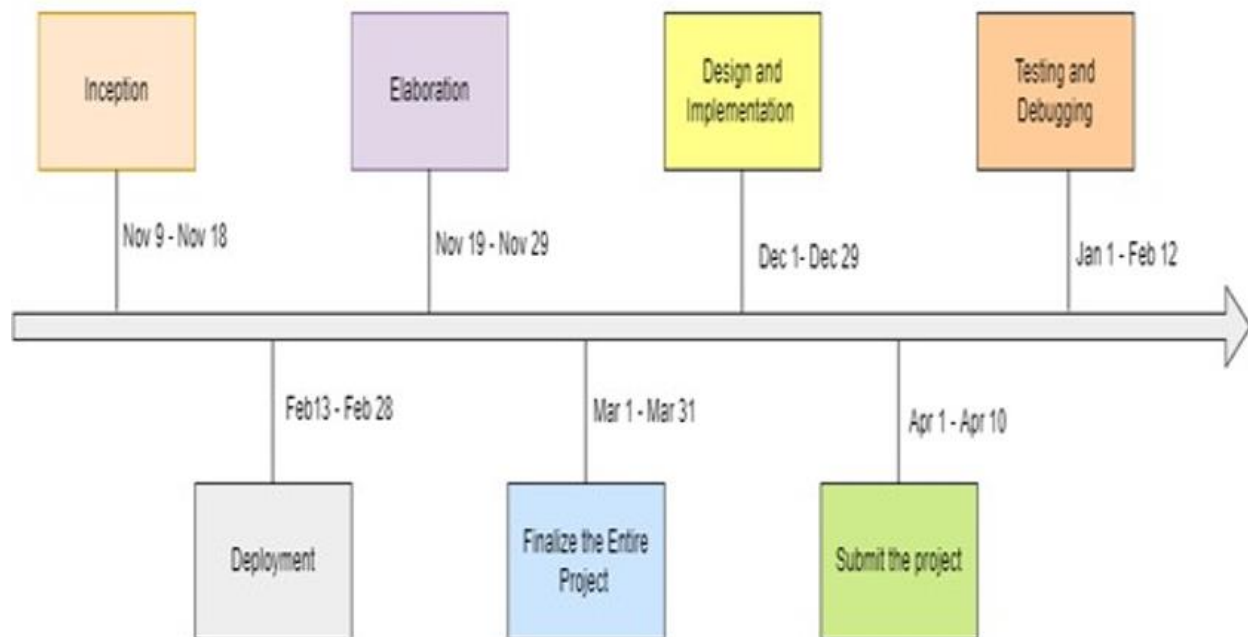 Inception
Elaboration
Design and
Implementation
Testing and
Debugging
Nov 9 - Nov 18
Nov 19 - Nov 29
Dec 1- Dec 29
Jan 1 - Feb 12
Feb13 - Feb 28
Mar 1 - Mar 31
Apr 1 - Apr 10
Deployment
Finalize the Entire
Project
Submit the project